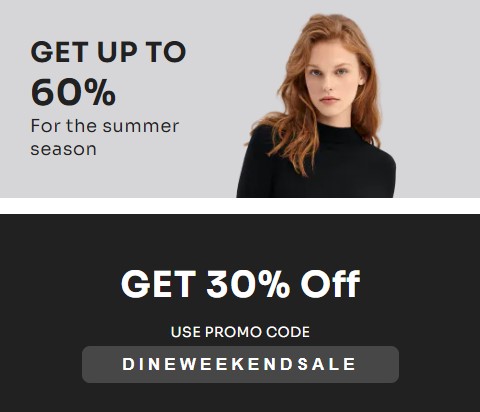 GET UP TO
60%
For the summer
season
GET 30% Off
USE PROMO CODE
DINEWEEKENDSALE